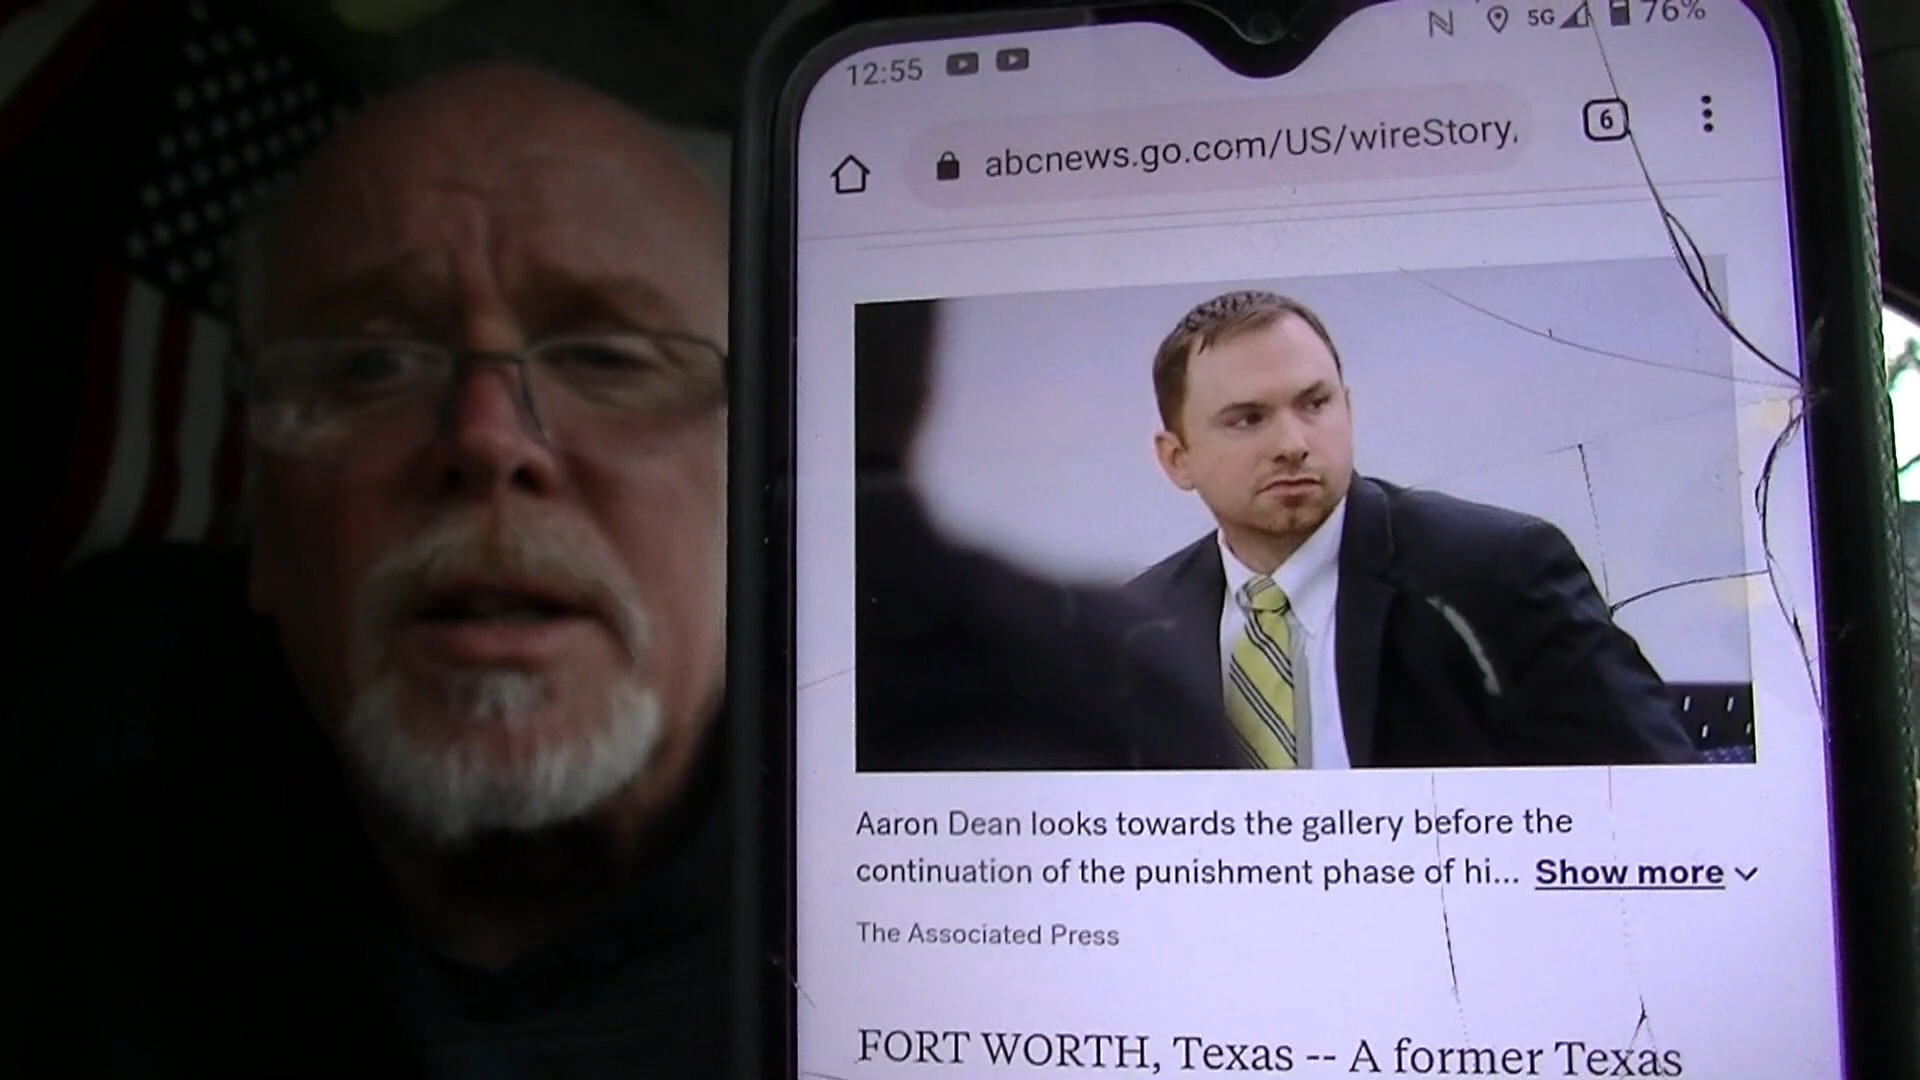 12:55 5G 76%
abcnews.go.com/US/wireStory
6
Aaron Dean looks towards the gallery before the
continuation of the punishment phase of hi... Show more
The Associated Press
FORT WORTH, Texas -- A former Texas